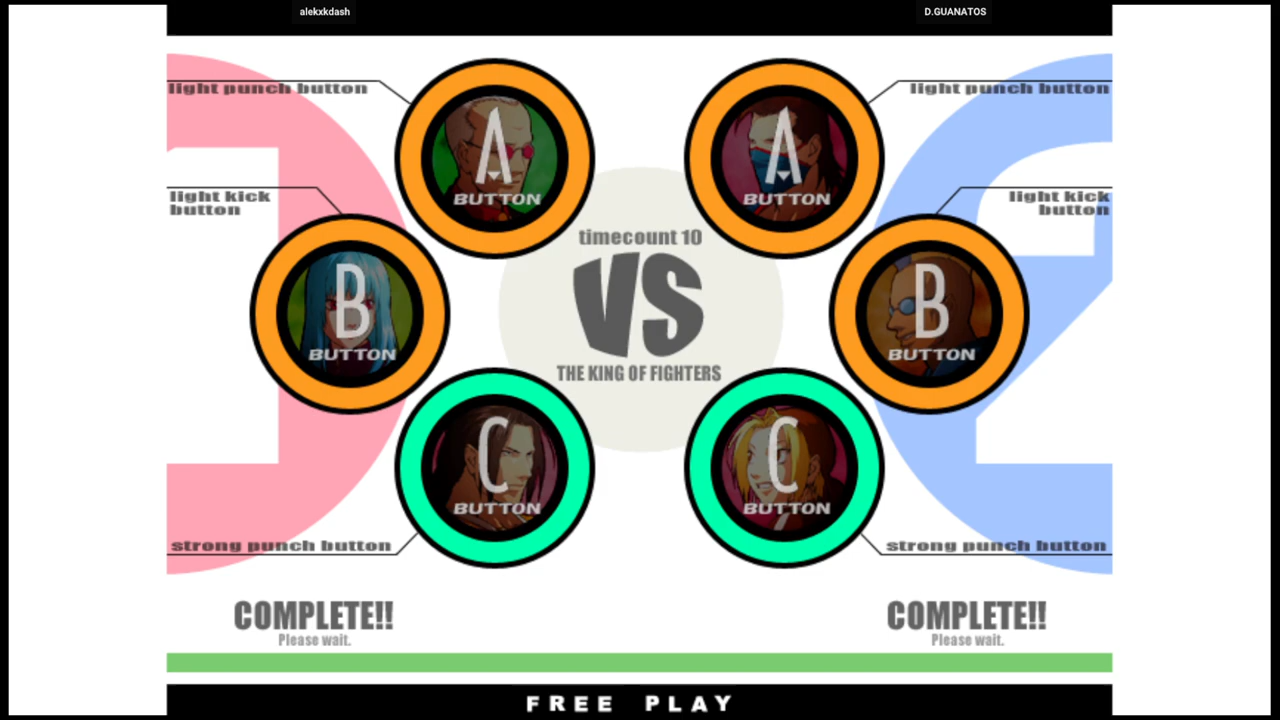 alekxkdash
D.GUANATOS
light punch button
light punch button
A
BUTTON
A
BUTTON
light kick
button
light kick
button
timecount 10
VS
THE KING OF FIGHTERS
B
BUTTON
B
BUTTON
C
BUTTON
C
BUTTON
strong punch button
strong punch button
COMPLETE!!
Please wait.
COMPLETE!!
Please wait.
FREE PLAY